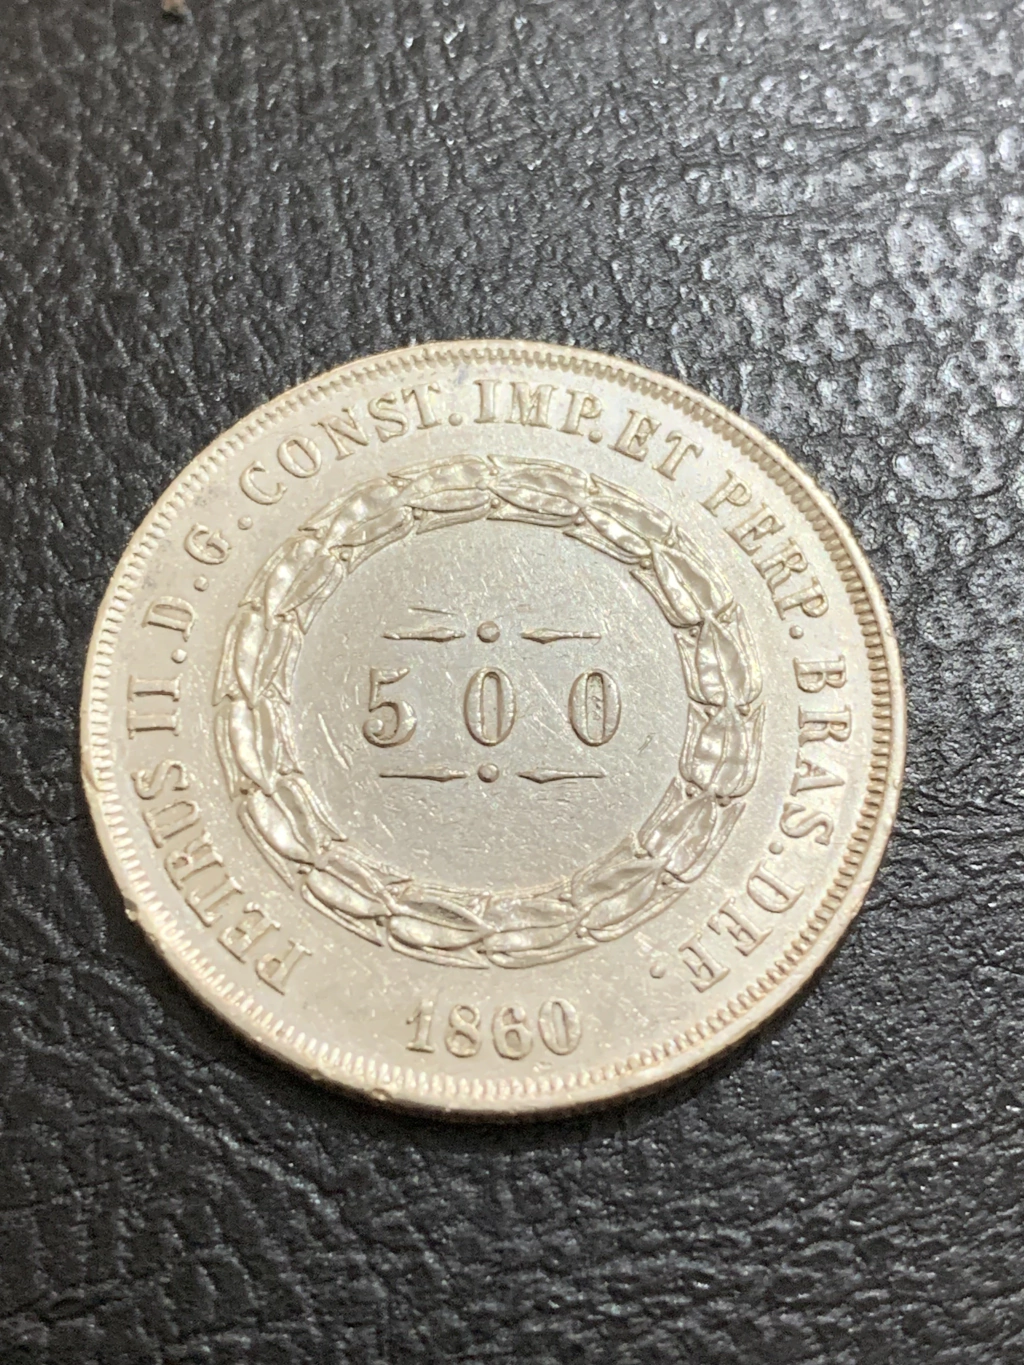 PETRUS II.D.G.CONST.IMP.ET PERP.BRAS.DEF.
500
1860